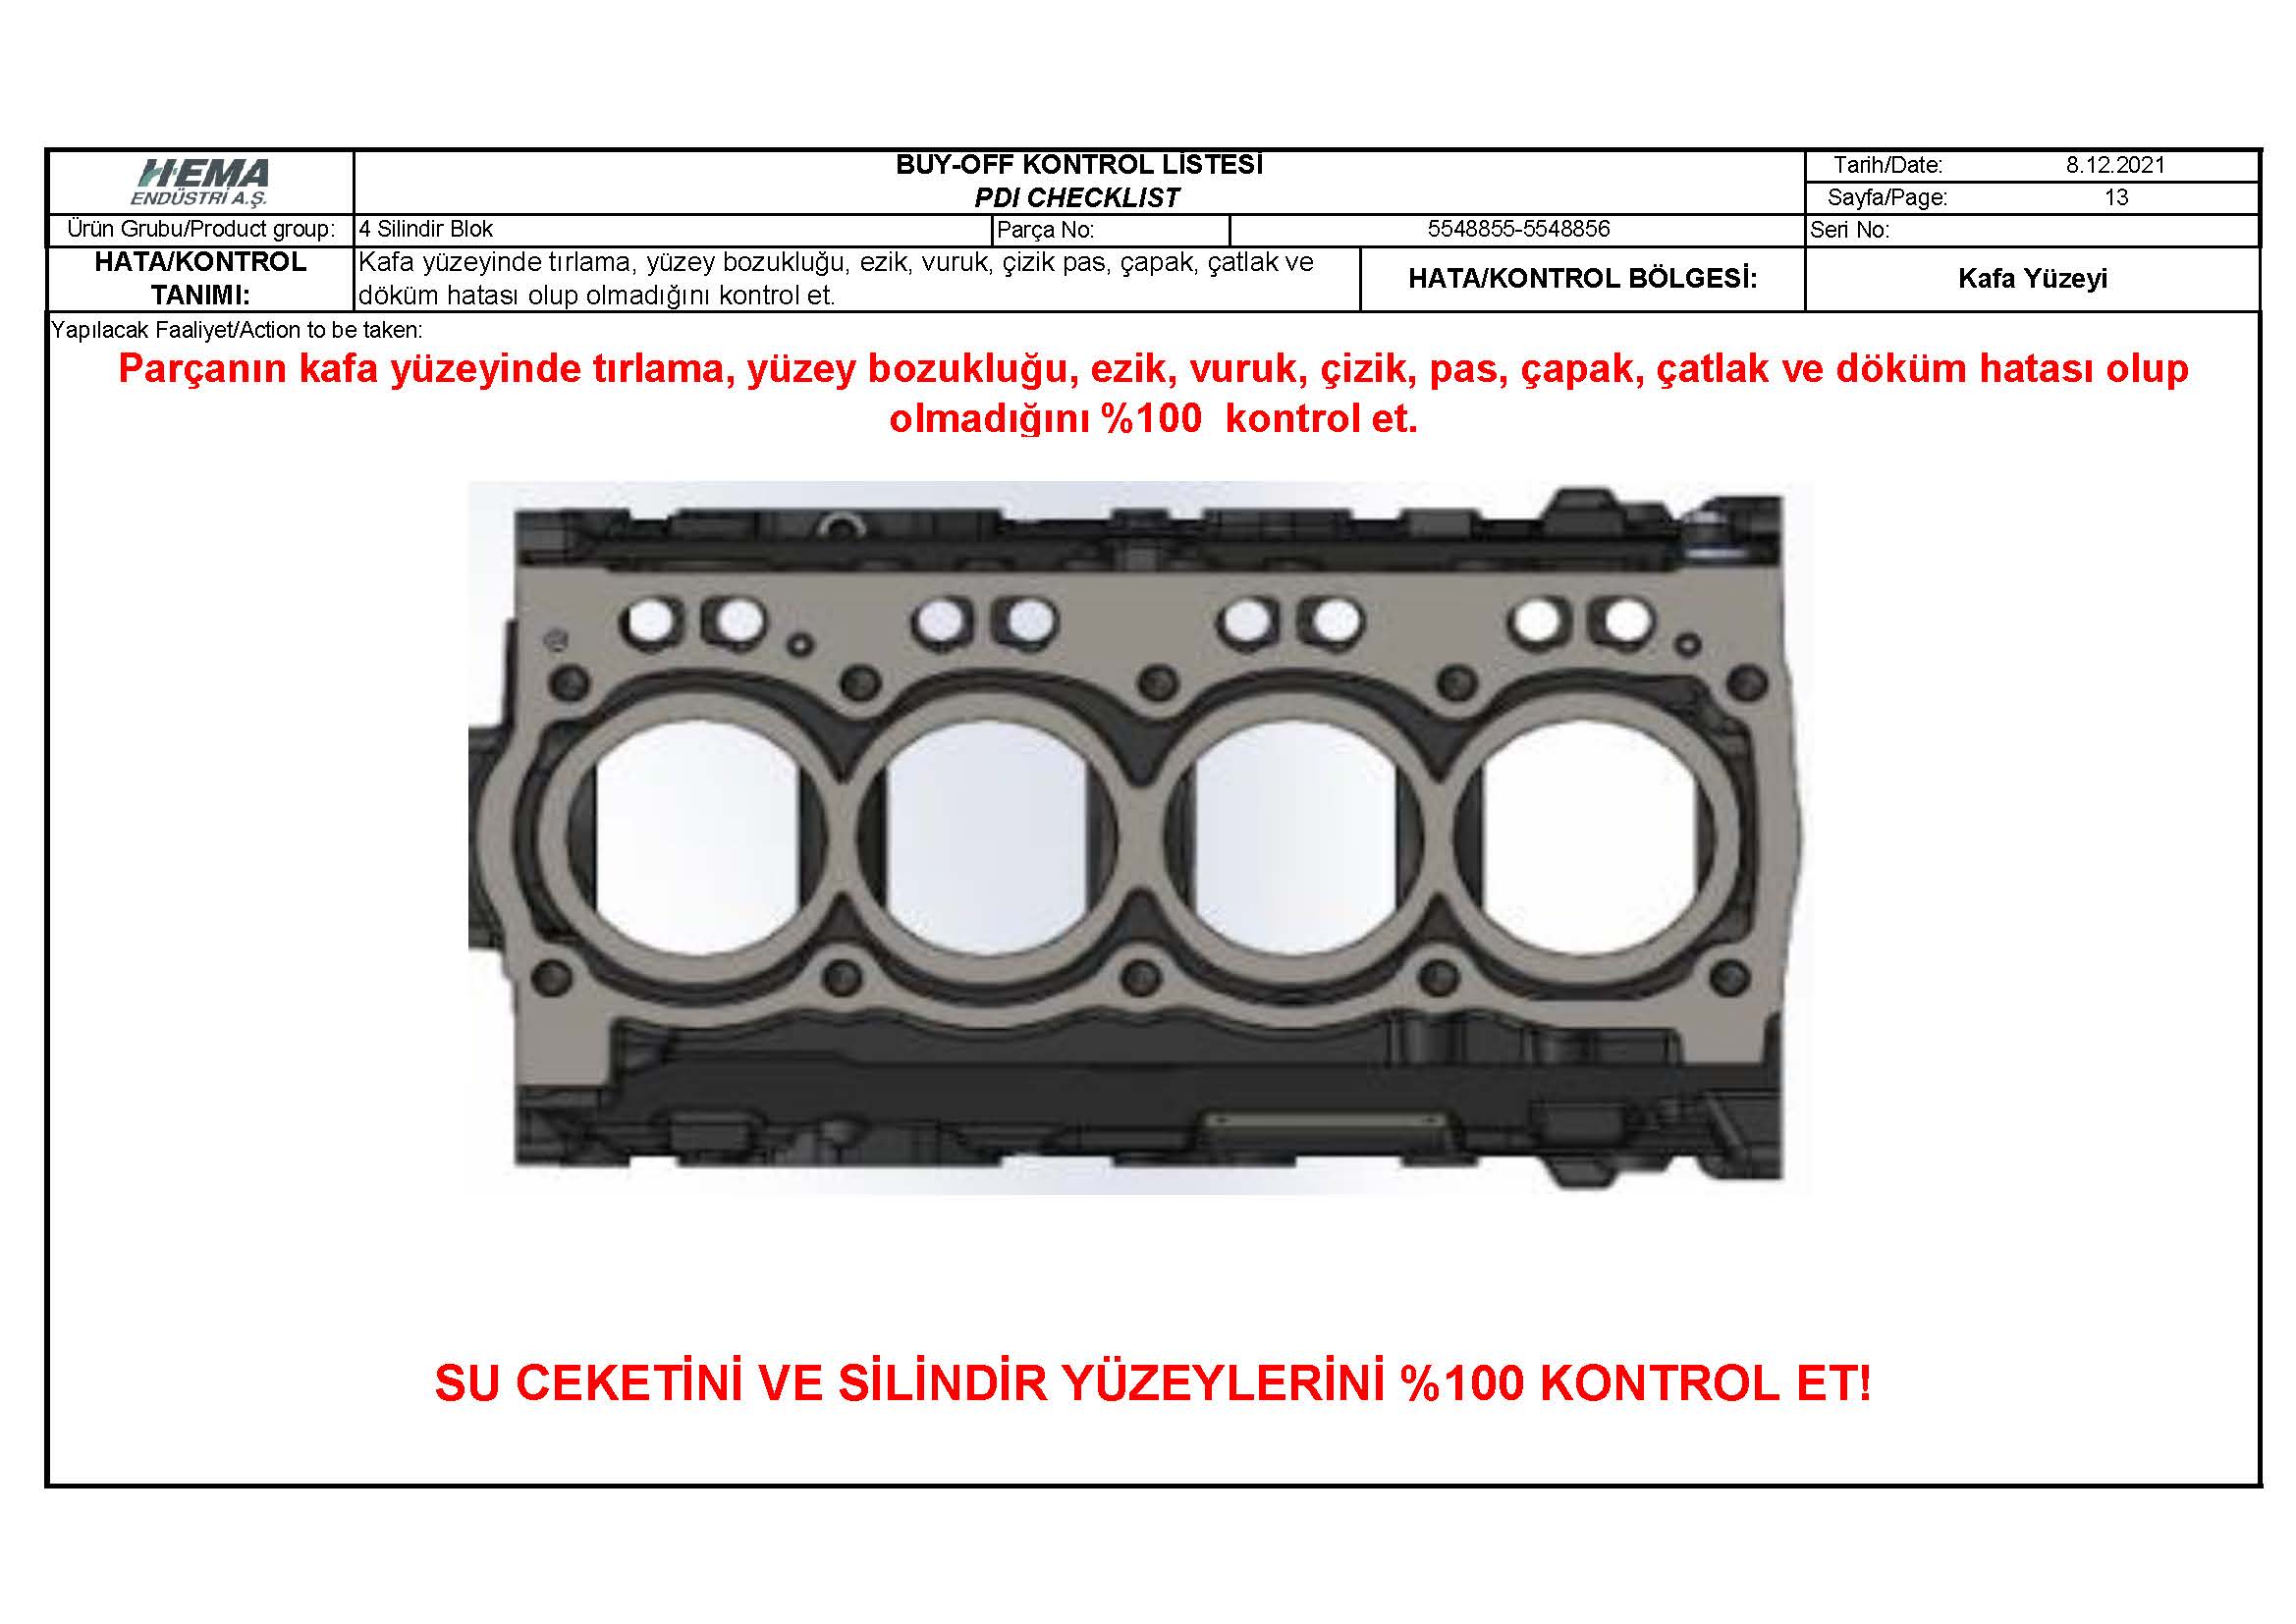 HEMA
ENDÜSTRİ A.Ş.
BUY-OFF KONTROL LİSTESİ
PDI CHECKLIST
Tarih/Date: 8.12.2021
Sayfa/Page: 13
Ürün Grubu/Product group: 4 Silindir Blok Parça No: 5548855-5548856 Seri No:
HATA/KONTROL
TANIMI:
Kafa yüzeyinde tırlama, yüzey bozukluğu, ezik, vuruk, çizik pas, çapak, çatlak ve
döküm hatası olup olmadığını kontrol et.
HATA/KONTROL BÖLGESİ: Kafa Yüzeyi
Yapılacak Faaliyet/Action to be taken:
Parçanın kafa yüzeyinde tırlama, yüzey bozukluğu, ezik, vuruk, çizik, pas, çapak, çatlak ve döküm hatası olup
olmadığını %100 kontrol et.
SU CEKETİNİ VE SİLİNDİR YÜZEYLERİNİ %100 KONTROL ET!